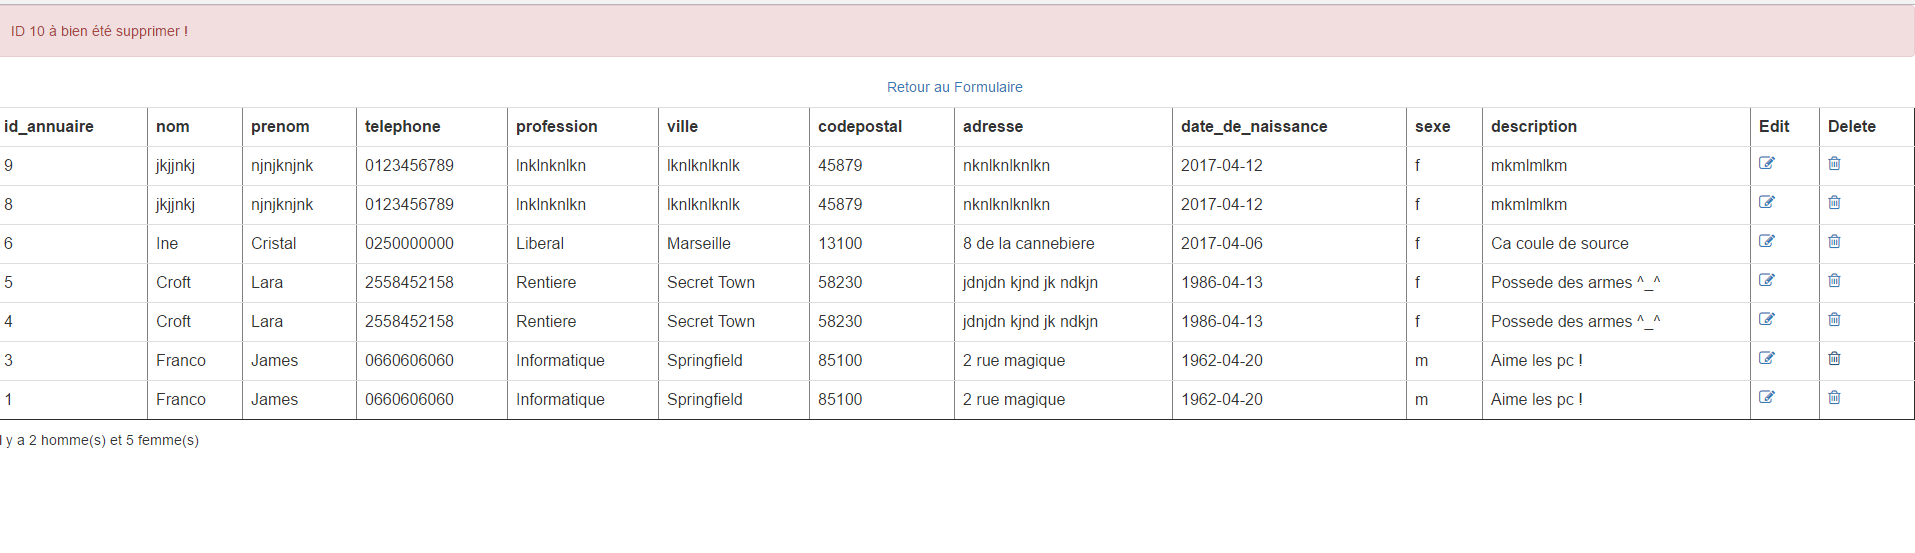 ID 10 à bien été supprimer !
Retour au Formulaire
id_annuaire nom prenom telephone profession ville codepostal adresse date_de_naissance sexe description Edit Delete
9 jkjjnkj njnjknjnk 0123456789 lnklnknlkn lknlknlknlk 45879 nknlknlknlkn 2017-04-12 f mkmlmlkm
8 jkjjnkj njnjknjnk 0123456789 lnklnknlkn lknlknlknlk 45879 nknlknlknlkn 2017-04-12 f mkmlmlkm
6 Ine Cristal 0250000000 Liberal Marseille 13100 8 de la cannebiere 2017-04-06 f Ca coule de source
5 Croft Lara 2558452158 Rentiere Secret Town 58230 jdnjdn kjnd jk ndkjn 1986-04-13 f Possede des armes ^_^
4 Croft Lara 2558452158 Rentiere Secret Town 58230 jdnjdn kjnd jk ndkjn 1986-04-13 f Possede des armes ^_^
3 Franco James 0660606060 Informatique Springfield 85100 2 rue magique 1962-04-20 m Aime les pc !
1 Franco James 0660606060 Informatique Springfield 85100 2 rue magique 1962-04-20 m Aime les pc !
l y a 2 homme(s) et 5 femme(s)